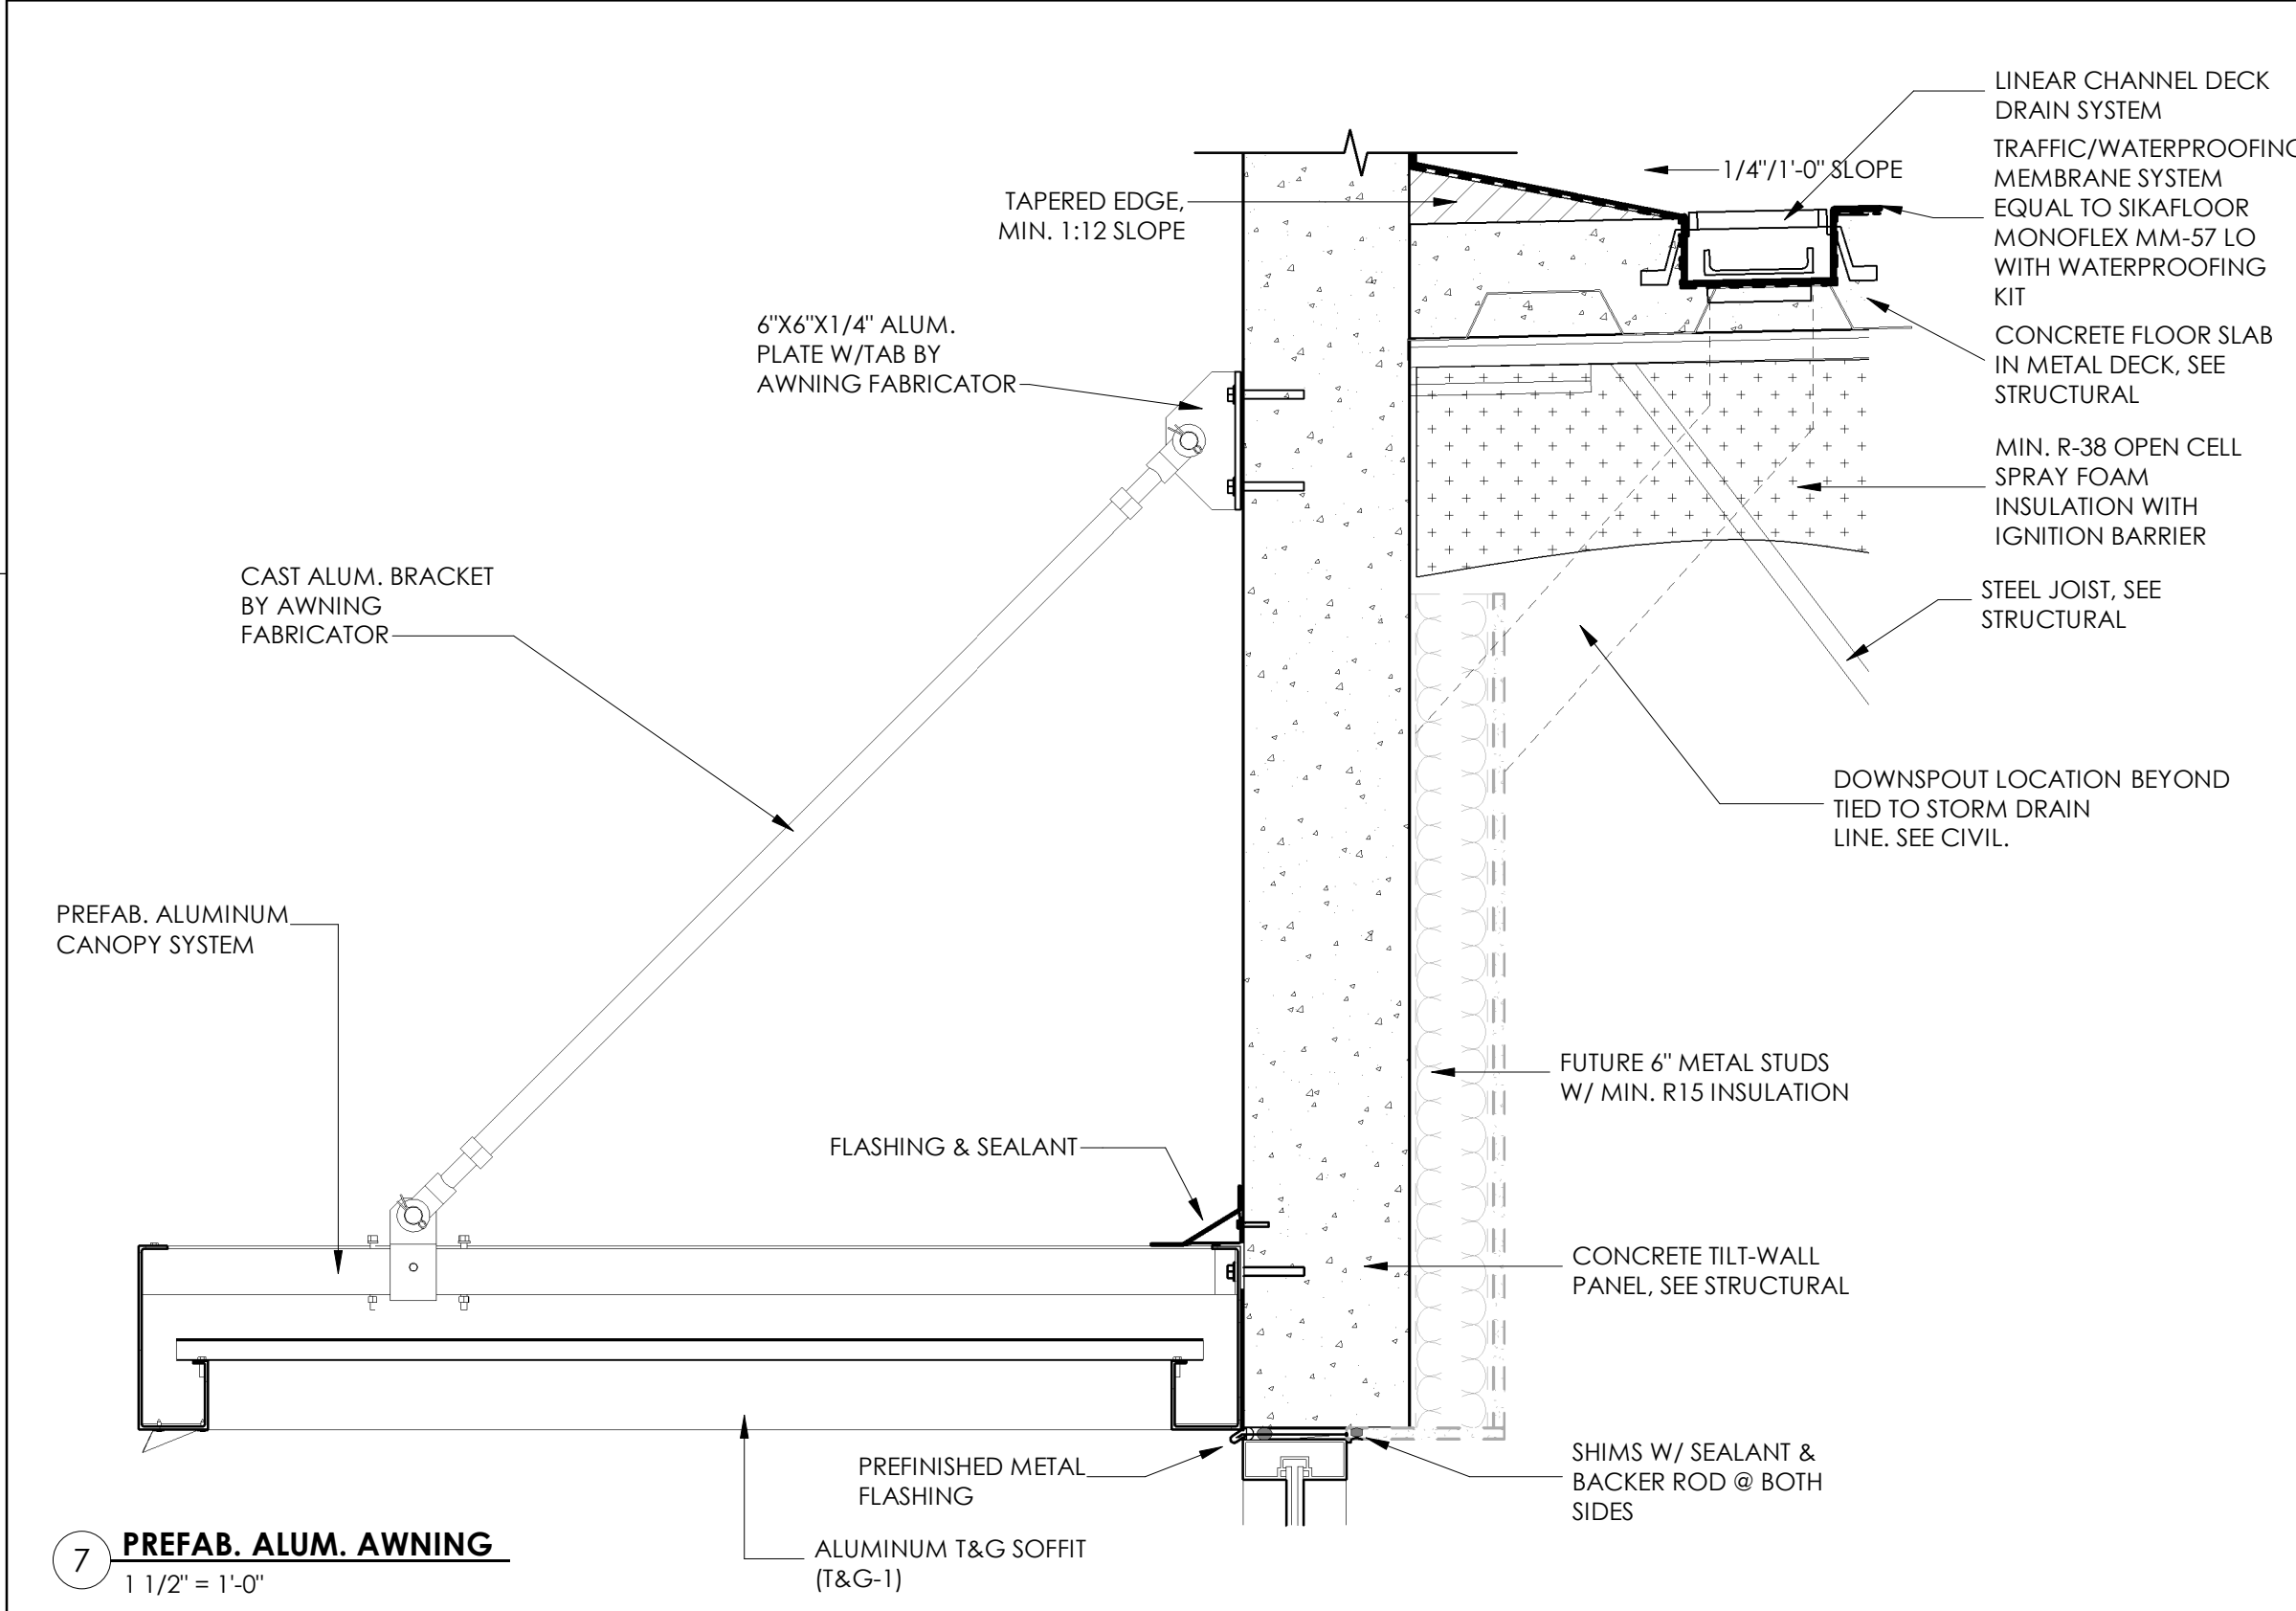 LINEAR CHANNEL DECK
DRAIN SYSTEM
TRAFFIC/WATERPROOFING
MEMBRANE SYSTEM
EQUAL TO SIKAFLOOR
MONOFLEX MM-57 LO
WITH WATERPROOFING
KIT
1/4"/1'-0" SLOPE
TAPERED EDGE,
MIN. 1:12 SLOPE
CONCRETE FLOOR SLAB
IN METAL DECK, SEE
STRUCTURAL
6"X6"X1/4" ALUM.
PLATE W/TAB BY
AWNING FABRICATOR
MIN. R-38 OPEN CELL
SPRAY FOAM
INSULATION WITH
IGNITION BARRIER
CAST ALUM. BRACKET
BY AWNING
FABRICATOR
STEEL JOIST, SEE
STRUCTURAL
DOWNSPOUT LOCATION BEYOND
TIED TO STORM DRAIN
LINE. SEE CIVIL.
PREFAB. ALUMINUM
CANOPY SYSTEM
FUTURE 6" METAL STUDS
W/ MIN. R15 INSULATION
FLASHING & SEALANT
CONCRETE TILT-WALL
PANEL, SEE STRUCTURAL
PREFINISHED METAL
FLASHING
SHIMS W/ SEALANT &
BACKER ROD @ BOTH
SIDES
ALUMINUM T&G SOFFIT
(T&G-1)
7 PREFAB. ALUM. AWNING
1 1/2" = 1'-0"